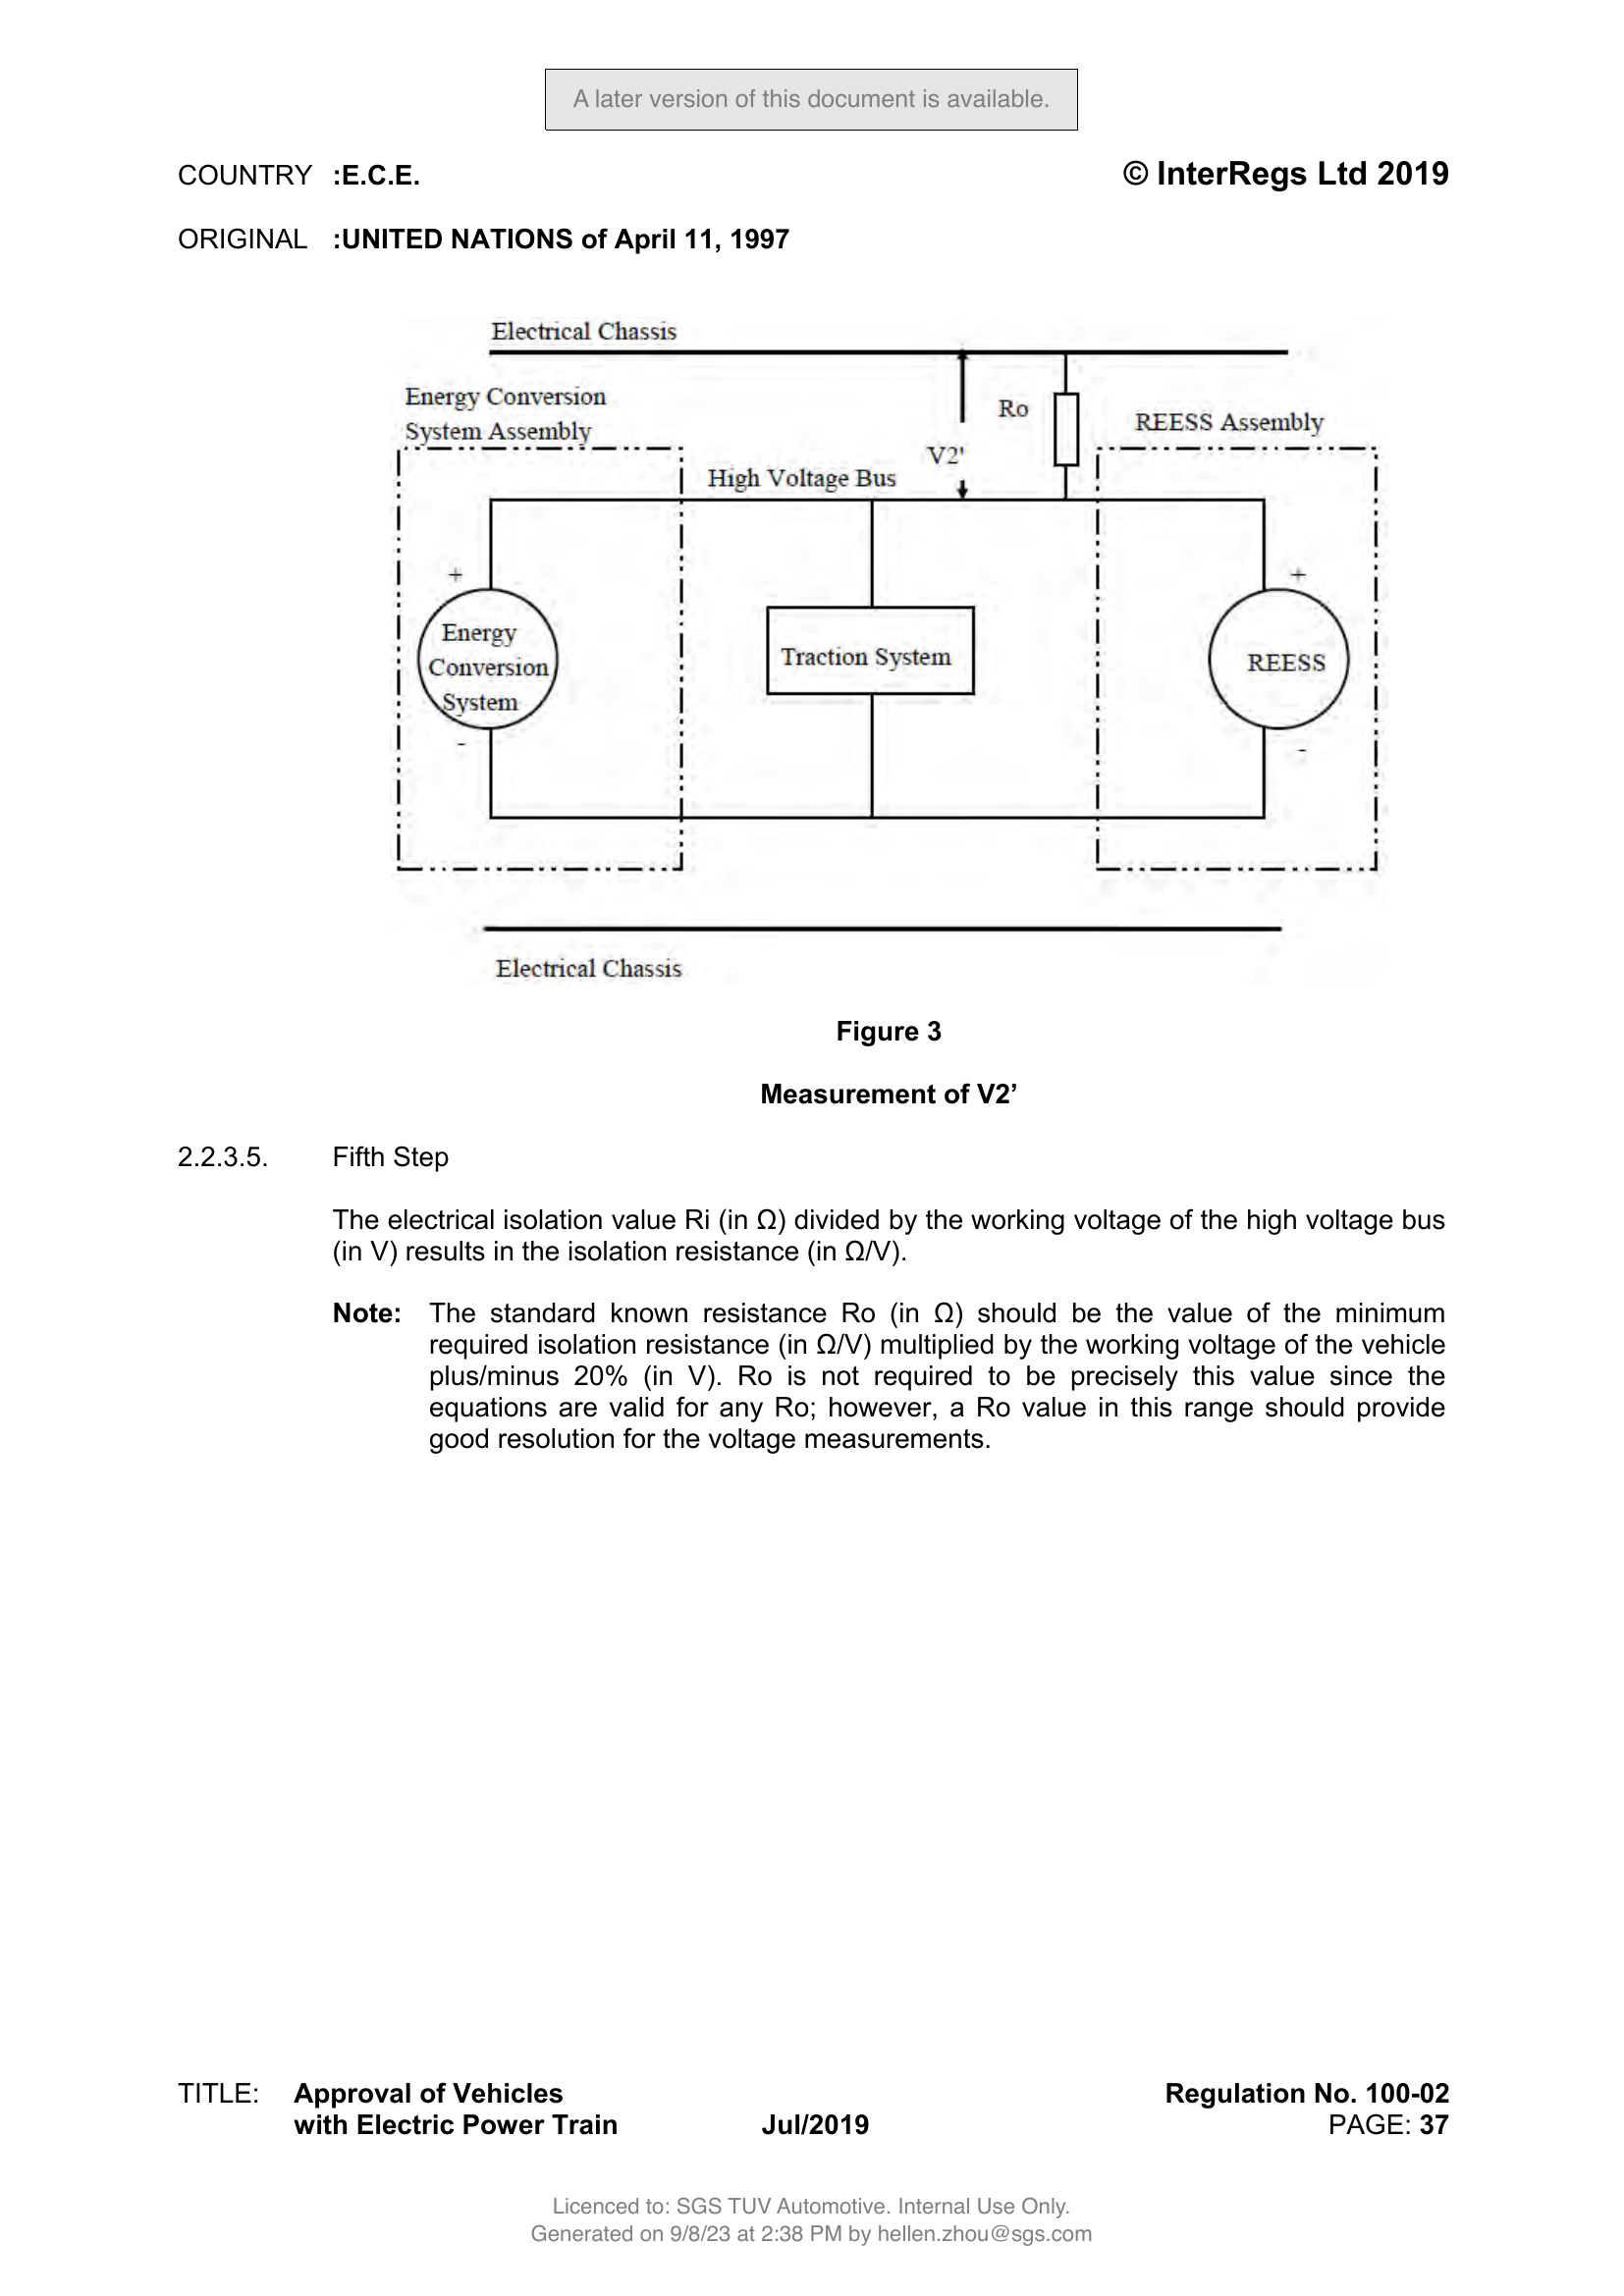 A later version of this document is available.
COUNTRY :E.C.E.
© InterRegs Ltd 2019
ORIGINAL :UNITED NATIONS of April 11, 1997
Electrical Chassis
Energy Conversion
System Assembly
Ro
REESS Assembly
V2'
High Voltage Bus
+
+
Energy
Conversion
System
Traction System
REESS
-
-
Electrical Chassis
Figure 3
Measurement of V2’
2.2.3.5. Fifth Step
The electrical isolation value Ri (in Ω) divided by the working voltage of the high voltage bus
(in V) results in the isolation resistance (in Ω/V).
Note: The standard known resistance Ro (in Ω) should be the value of the minimum
required isolation resistance (in Ω/V) multiplied by the working voltage of the vehicle
plus/minus 20% (in V). Ro is not required to be precisely this value since the
equations are valid for any Ro; however, a Ro value in this range should provide
good resolution for the voltage measurements.
TITLE: Approval of Vehicles
with Electric Power Train
Jul/2019
Regulation No. 100-02
PAGE: 37
Licenced to: SGS TUV Automotive. Internal Use Only.
Generated on 9/8/23 at 2:38 PM by hellen.zhou@sgs.com